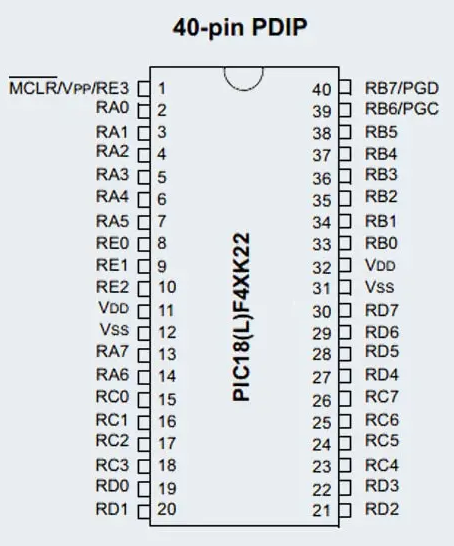 40-pin PDIP
MCLR/VPP/RE3 1 40 RB7/PGD
RA0 2 39 RB6/PGC
RA1 3 38 RB5
RA2 4 37 RB4
RA3 5 36 RB3
RA4 6 35 RB2
RA5 7 34 RB1
RE0 8 33 RB0
RE1 9 32 VDD
RE2 10 31 VSS
VDD 11 30 RD7
VSS 12 29 RD6
RA7 13 28 RD5
RA6 14 27 RD4
RC0 15 26 RC7
RC1 16 25 RC6
RC2 17 24 RC5
RC3 18 23 RC4
RD0 19 22 RD3
RD1 20 21 RD2
PIC18(L)F4XK22